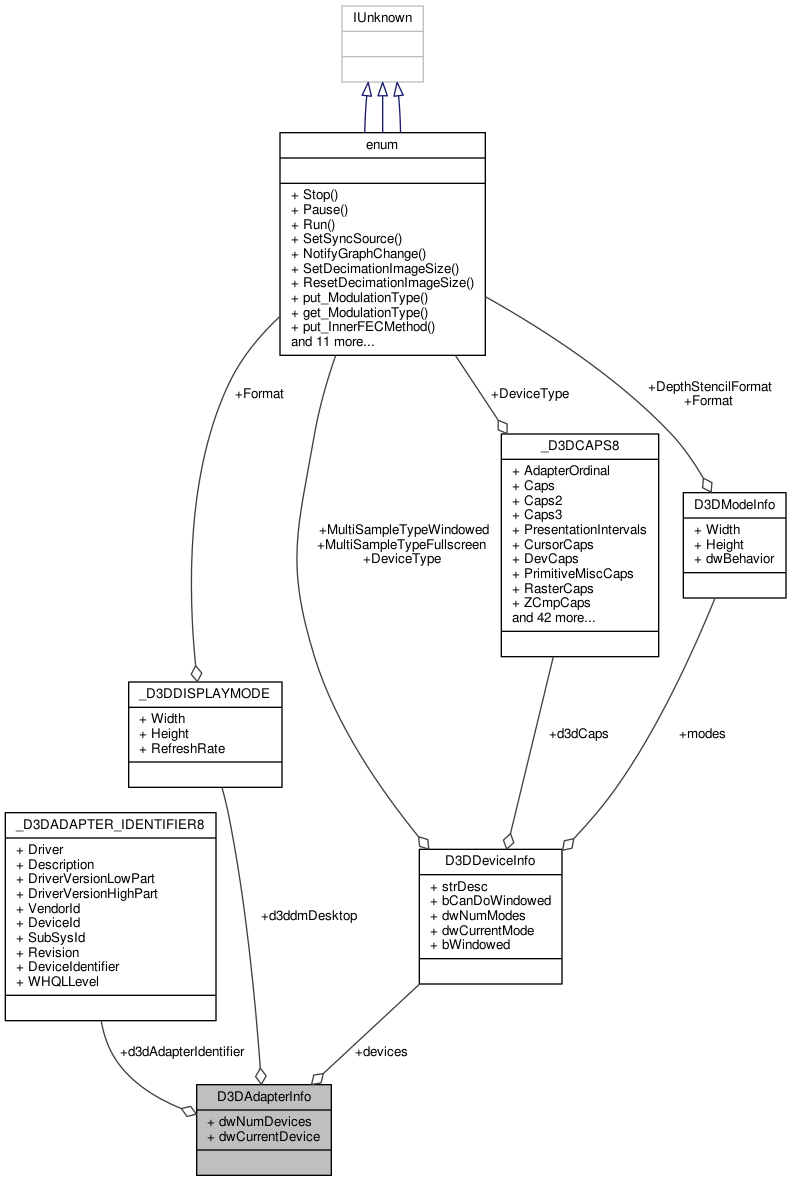 IUnknown
enum
+ Stop()
+ Pause()
+ Run()
+ SetSyncSource()
+ NotifyGraphChange()
+ SetDecimationImageSize()
+ ResetDecimationImageSize()
+ put_ModulationType()
+ get_ModulationType()
+ put_InnerFECMethod()
and 11 more...
+Format
+DeviceType
+DepthStencilFormat
+Format
_D3DCAPS8
+ AdapterOrdinal
+ Caps
+ Caps2
+ Caps3
+ PresentationIntervals
+ CursorCaps
+ DevCaps
+ PrimitiveMiscCaps
+ RasterCaps
+ ZCmpCaps
and 42 more...
D3DModeInfo
+ Width
+ Height
+ dwBehavior
+MultiSampleTypeWindowed
+MultiSampleTypeFullscreen
+DeviceType
_D3DDISPLAYMODE
+ Width
+ Height
+ RefreshRate
+d3dCaps
+modes
_D3DADAPTER_IDENTIFIER8
+ Driver
+ Description
+ DriverVersionLowPart
+ DriverVersionHighPart
+ VendorId
+ DeviceId
+ SubSysId
+ Revision
+ DeviceIdentifier
+ WHQLLevel
D3DDeviceInfo
+ strDesc
+ bCanDoWindowed
+ dwNumModes
+ dwCurrentMode
+ bWindowed
+d3ddmDesktop
+d3dAdapterIdentifier
+devices
D3DAdapterInfo
+ dwNumDevices
+ dwCurrentDevice